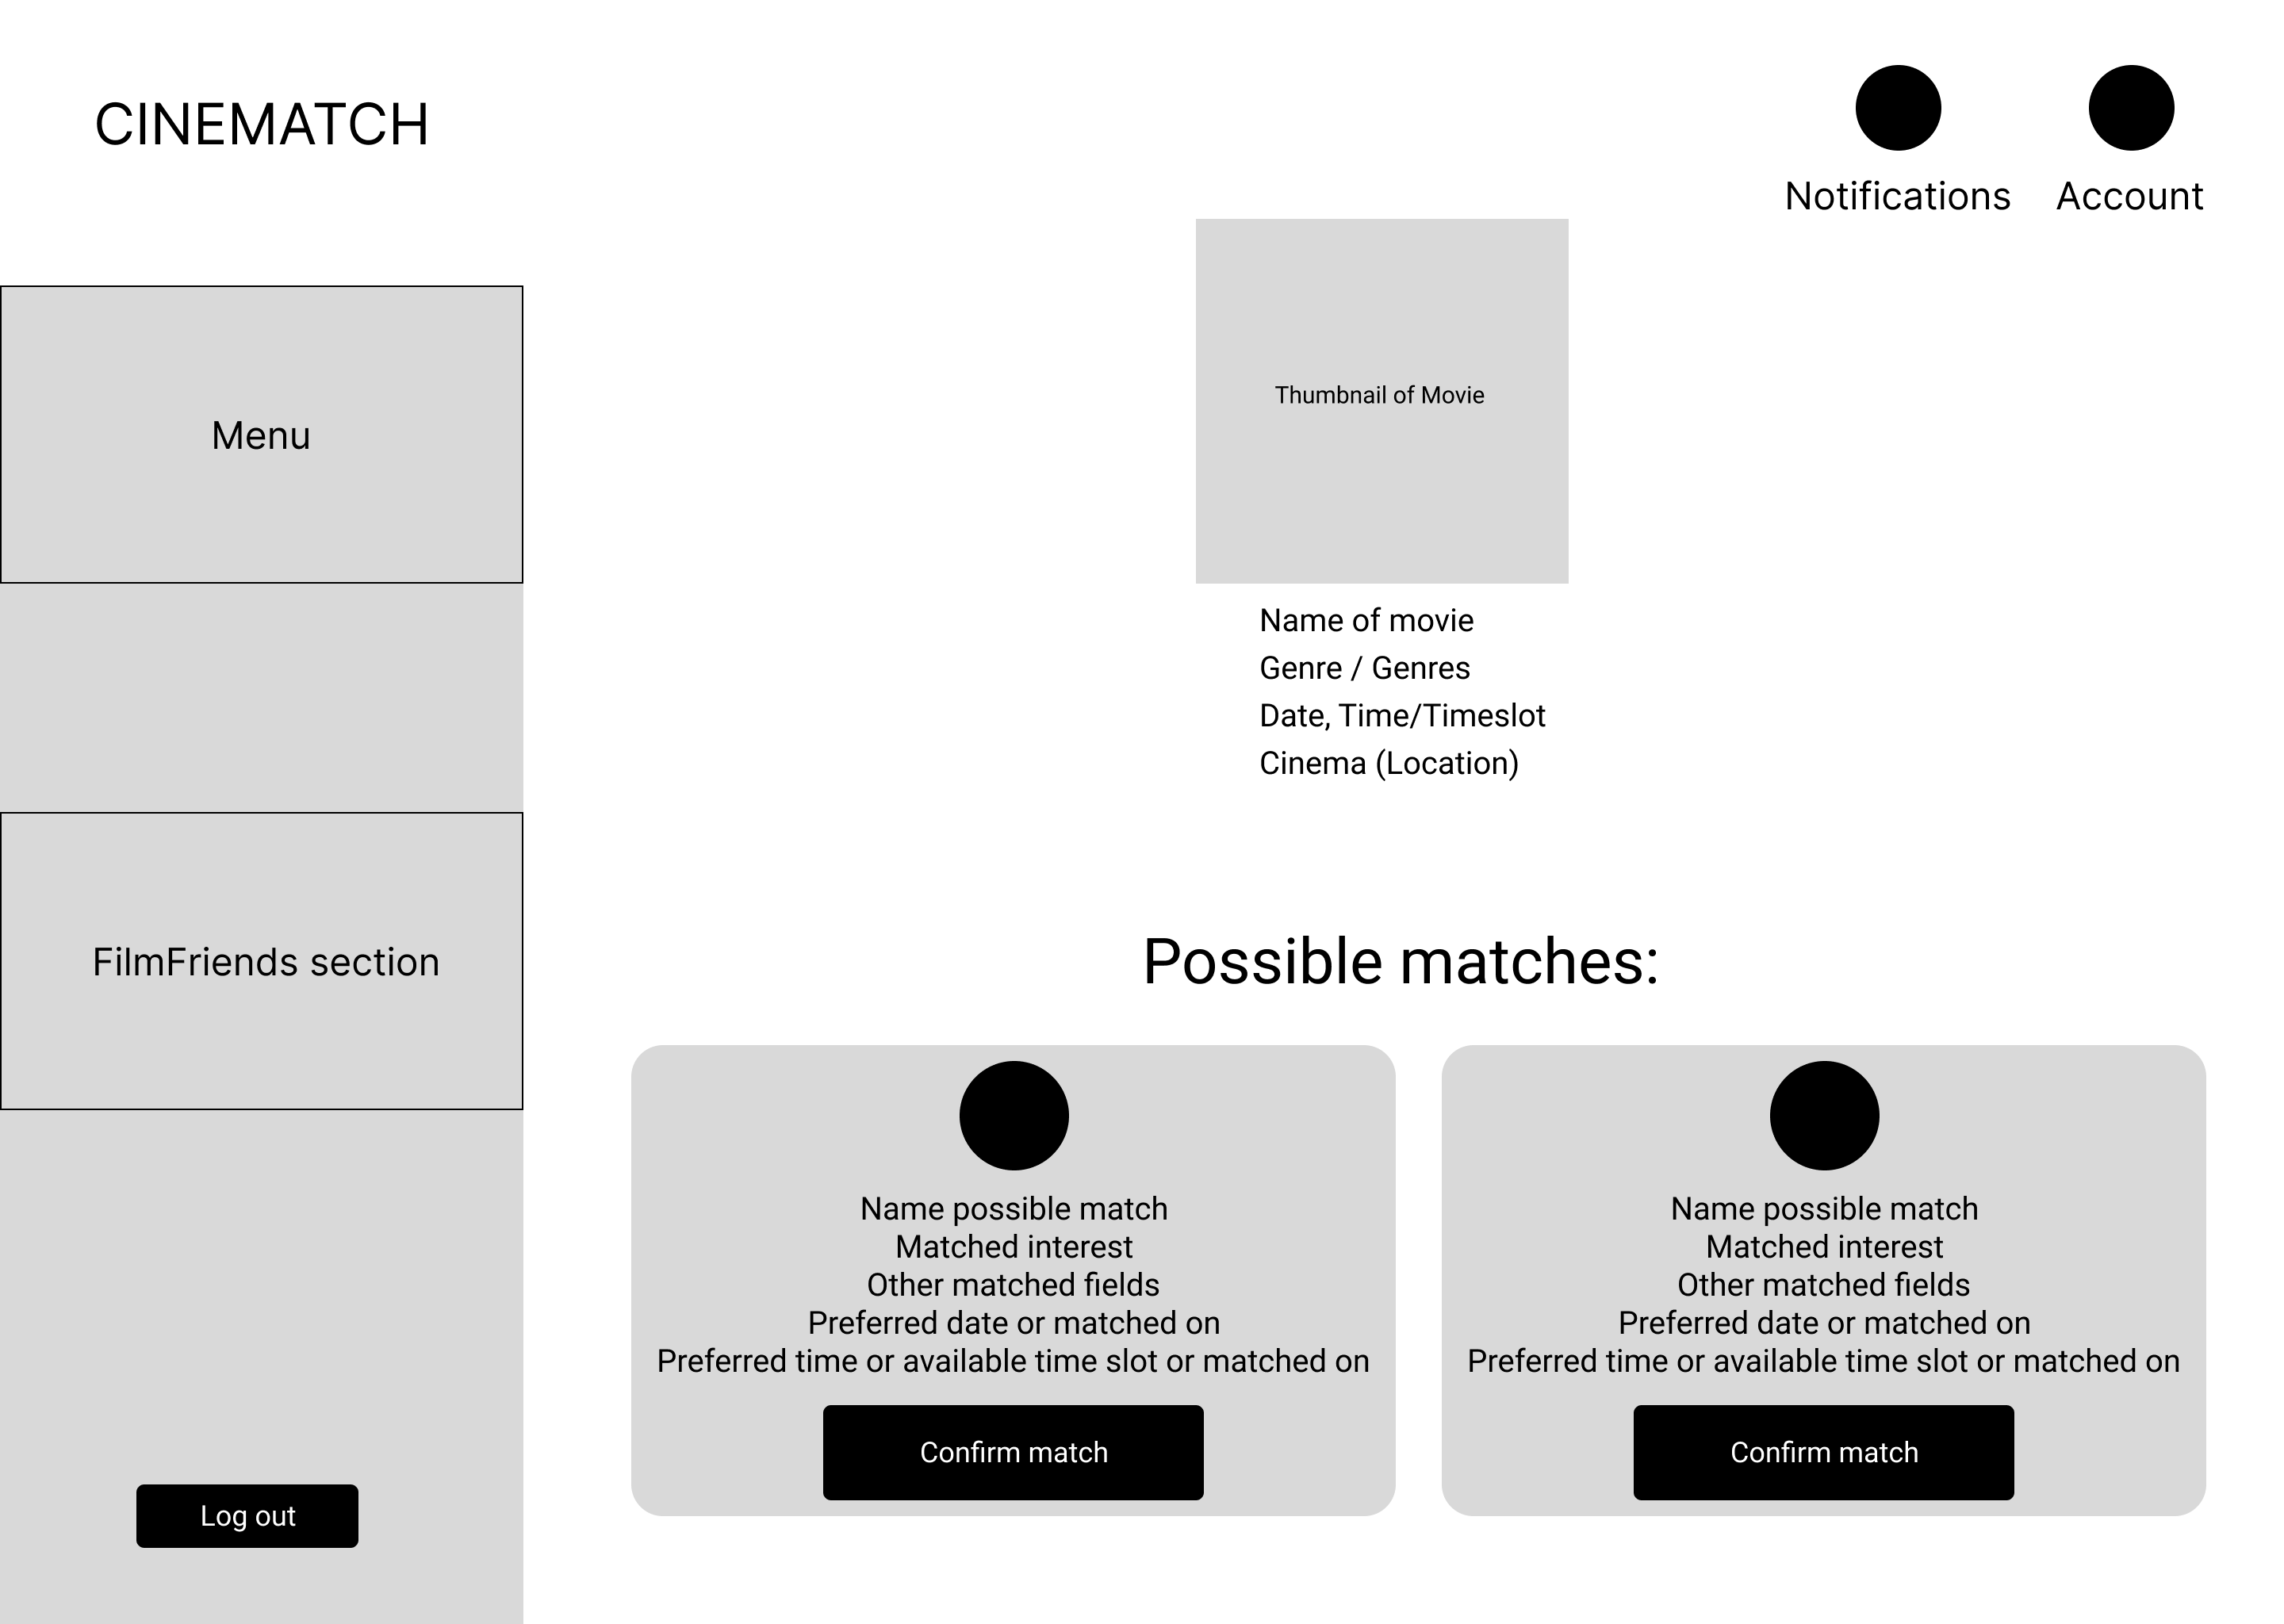 CINEMATCH
Notifications
Account
Menu
FilmFriends section
Log out
Thumbnail of Movie
Name of movie
Genre / Genres
Date, Time/Timeslot
Cinema (Location)
Possible matches:
Name possible match
Matched interest
Other matched fields
Preferred date or matched on
Preferred time or available time slot or matched on
Confirm match
Name possible match
Matched interest
Other matched fields
Preferred date or matched on
Preferred time or available time slot or matched on
Confirm match